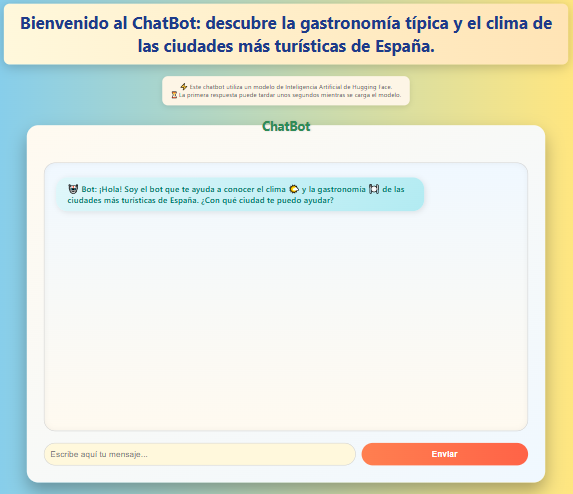 Bienvenido al ChatBot: descubre la gastronomía típica y el clima de
las ciudades más turísticas de España.
⚡ Este chatbot utiliza un modelo de Inteligencia Artificial de Hugging Face.
⏳ La primera respuesta puede tardar unos segundos mientras se carga el modelo.
ChatBot
🤖 Bot: ¡Hola! Soy el bot que te ayuda a conocer el clima 🌤️ y la gastronomía 🍽️ de las
ciudades más turísticas de España. ¿Con qué ciudad te puedo ayudar?
Escribe aquí tu mensaje...
Enviar